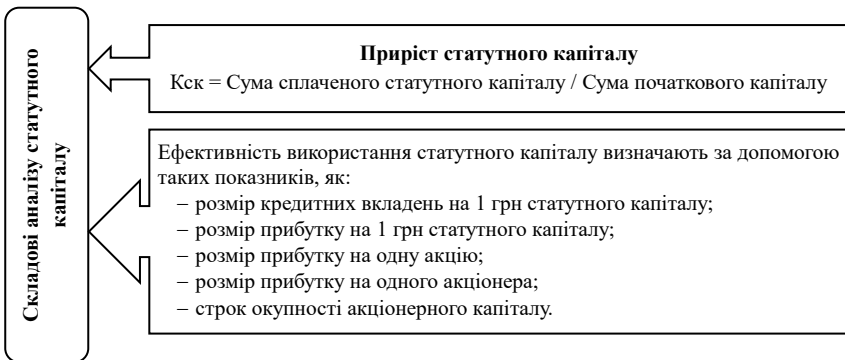 Складові аналізу статутного
капіталу
Приріст статутного капіталу
Кск = Сума сплаченого статутного капіталу / Сума початкового капіталу
Ефективність використання статутного капіталу визначають за допомогою
таких показників, як:
– розмір кредитних вкладень на 1 грн статутного капіталу;
– розмір прибутку на 1 грн статутного капіталу;
– розмір прибутку на одну акцію;
– розмір прибутку на одного акціонера;
– строк окупності акціонерного капіталу.